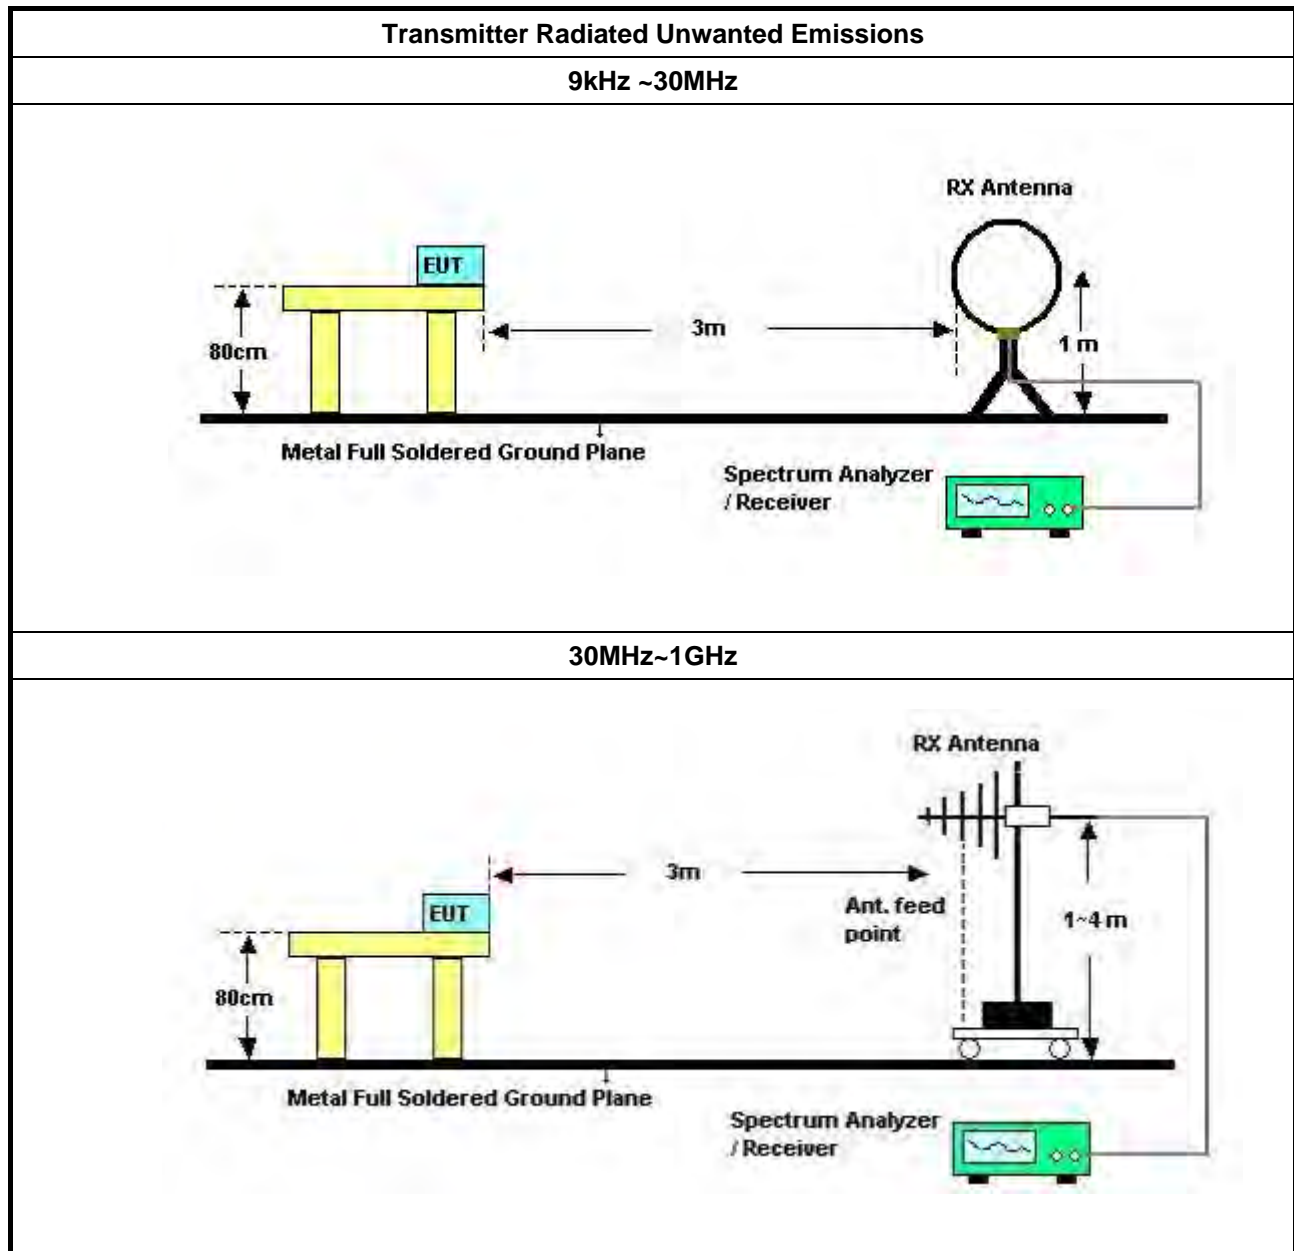 Transmitter Radiated Unwanted Emissions
9kHz ~30MHz
RX Antenna
EUT
3m
80cm
1 m
Metal Full Soldered Ground Plane
Spectrum Analyzer
/ Receiver
30MHz~1GHz
RX Antenna
3m
EUT
Ant. feed
point
1~4 m
80cm
Metal Full Soldered Ground Plane
Spectrum Analyzer
/ Receiver